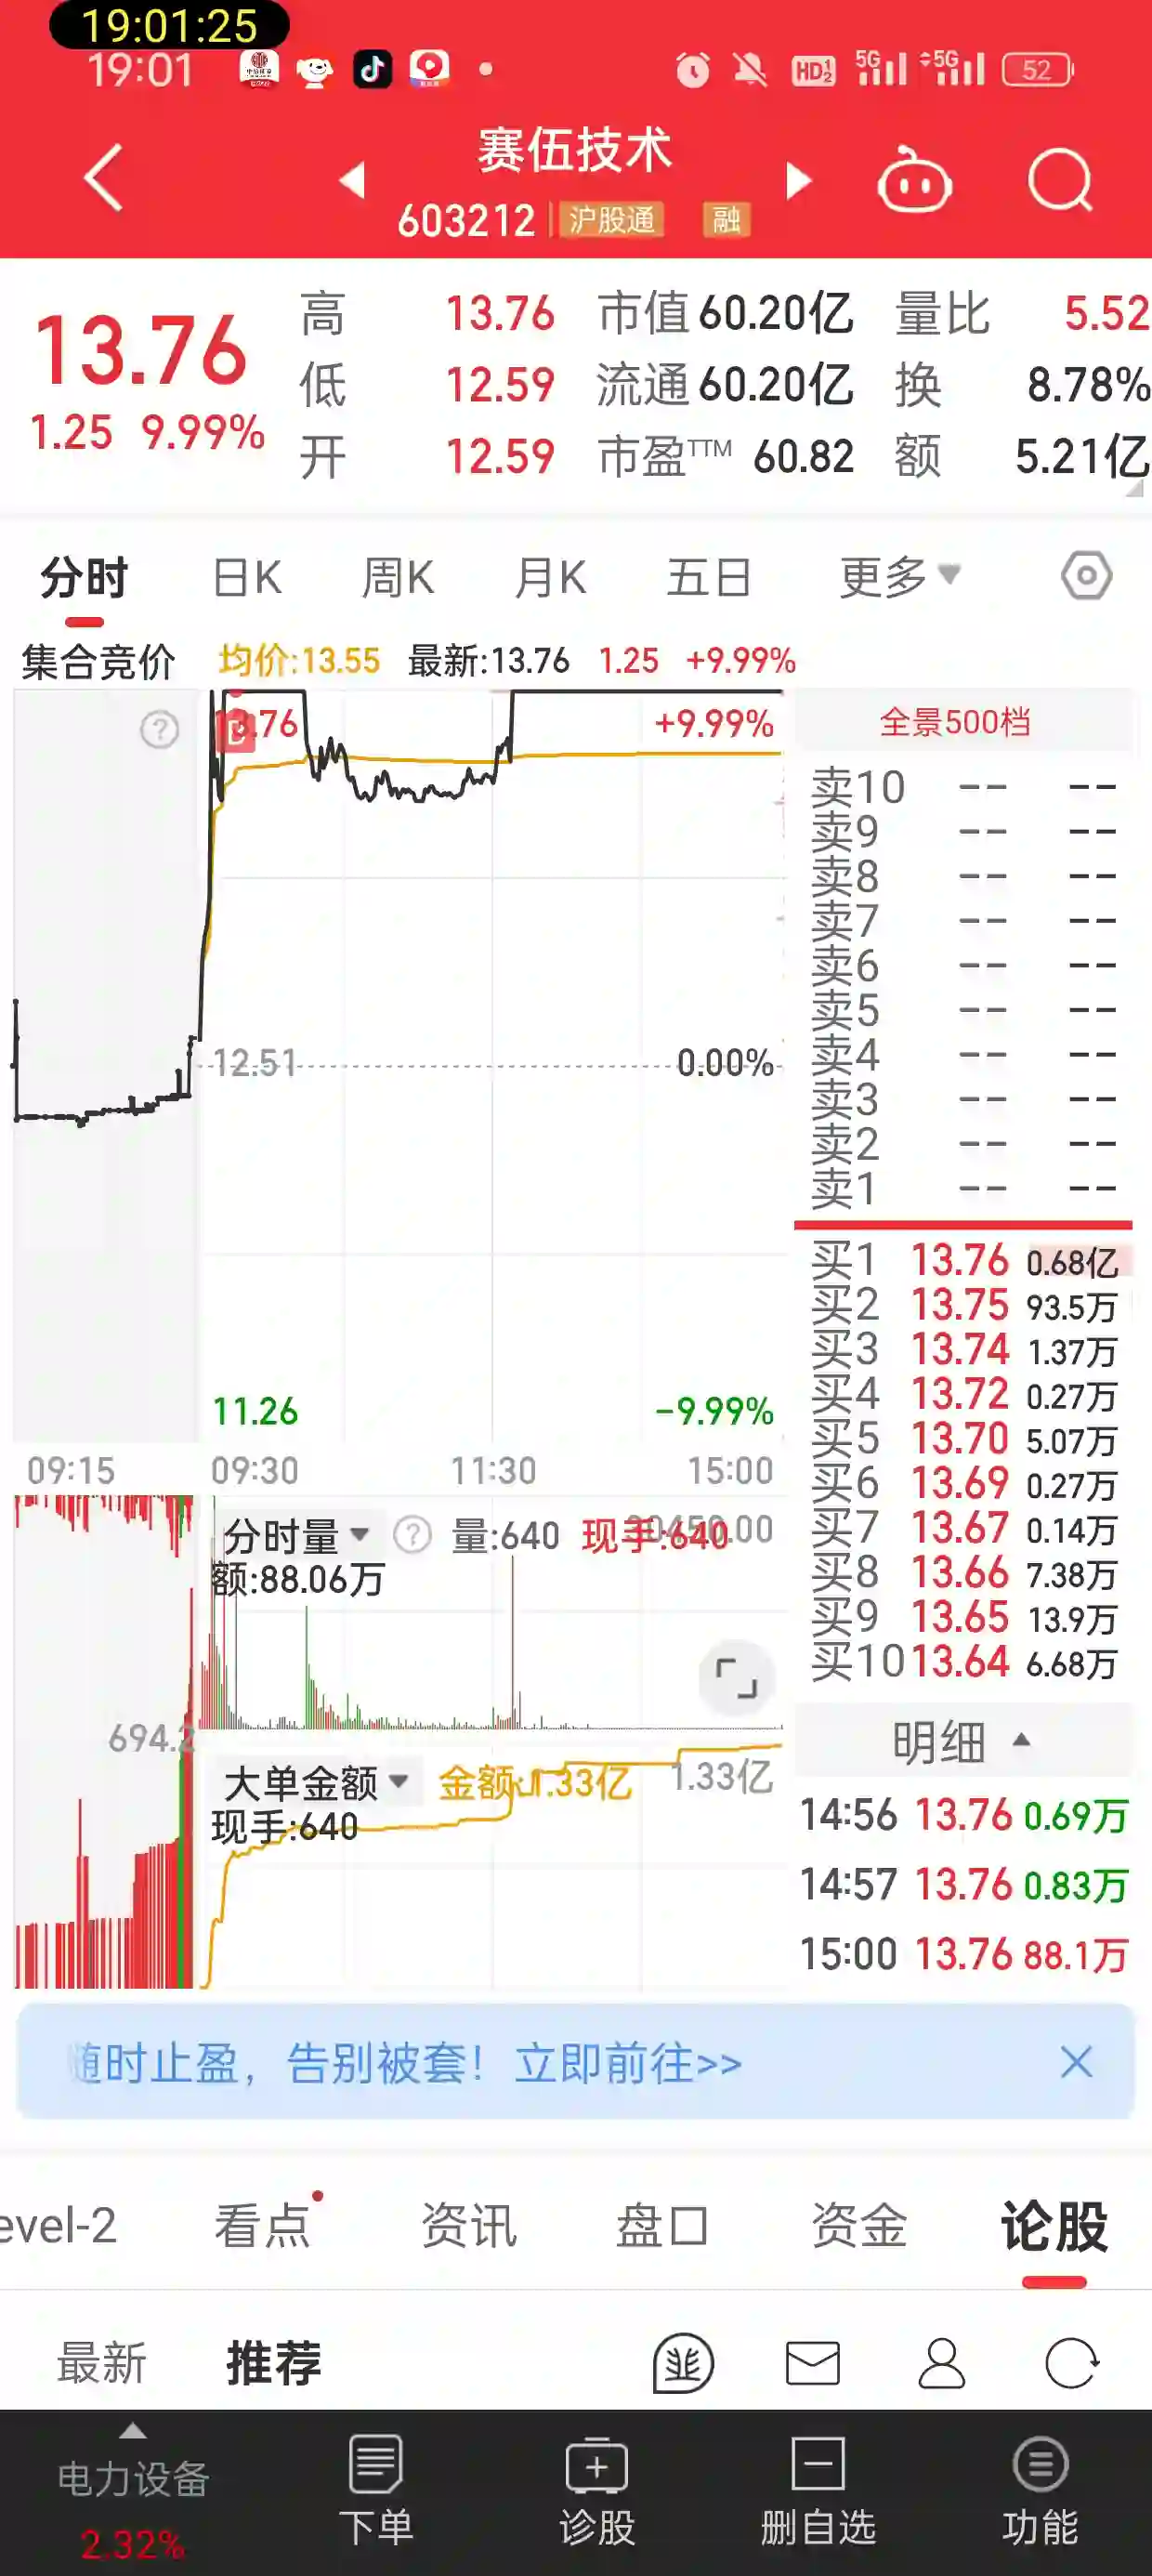 19:01:25
19:01 HD1 2 5G 5G 52
赛伍技术
603212 沪股通 融
13.76
1.25 9.99%
高 13.76 市值 60.20亿 量比 5.52
低 12.59 流通 60.20亿 换 8.78%
开 12.59 市盈TTM 60.82 额 5.21亿
分时 日K 周K 月K 五日 更多
集合竞价 均价:13.55 最新:13.76 1.25 +9.99%
+9.99%
12.51 0.00%
11.26 -9.99%
09:15 09:30 11:30 15:00
全景500档
卖10 -- --
卖9 -- --
卖8 -- --
卖7 -- --
卖6 -- --
卖5 -- --
卖4 -- --
卖3 -- --
卖2 -- --
卖1 -- --
买1 13.76 0.68亿
买2 13.75 93.5万
买3 13.74 1.37万
买4 13.72 0.27万
买5 13.70 5.07万
买6 13.69 0.27万
买7 13.67 0.14万
买8 13.66 7.38万
买9 13.65 13.9万
买10 13.64 6.68万
分时量 ? 量:640 现手:640
额:88.06万
694.2
大单金额 金额:1.33亿 1.33亿
现手:640
明细
14:56 13.76 0.69万
14:57 13.76 0.83万
15:00 13.76 88.1万
随时止盈，告别被套！立即前往>>
evel-2 看点 资讯 盘口 资金 论股
最新 推荐
电力设备 下单 诊股 删自选 功能
2.32%